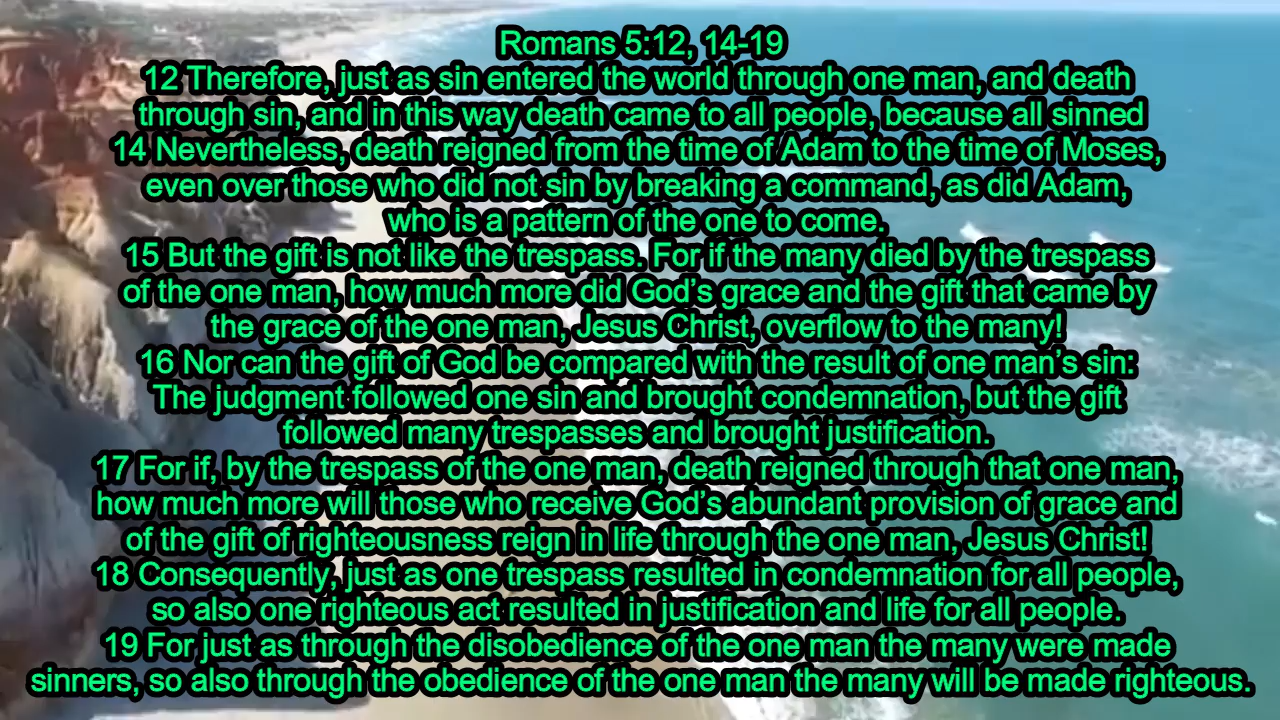 Romans 5:12, 14-19
12 Therefore, just as sin entered the world through one man, and death
through sin, and in this way death came to all people, because all sinned
14 Nevertheless, death reigned from the time of Adam to the time of Moses,
even over those who did not sin by breaking a command, as did Adam,
who is a pattern of the one to come.
15 But the gift is not like the trespass. For if the many died by the trespass
of the one man, how much more did God’s grace and the gift that came by
the grace of the one man, Jesus Christ, overflow to the many!
16 Nor can the gift of God be compared with the result of one man’s sin:
The judgment followed one sin and brought condemnation, but the gift
followed many trespasses and brought justification.
17 For if, by the trespass of the one man, death reigned through that one man,
how much more will those who receive God’s abundant provision of grace and
of the gift of righteousness reign in life through the one man, Jesus Christ!
18 Consequently, just as one trespass resulted in condemnation for all people,
so also one righteous act resulted in justification and life for all people.
19 For just as through the disobedience of the one man the many were made
sinners, so also through the obedience of the one man the many will be made righteous.